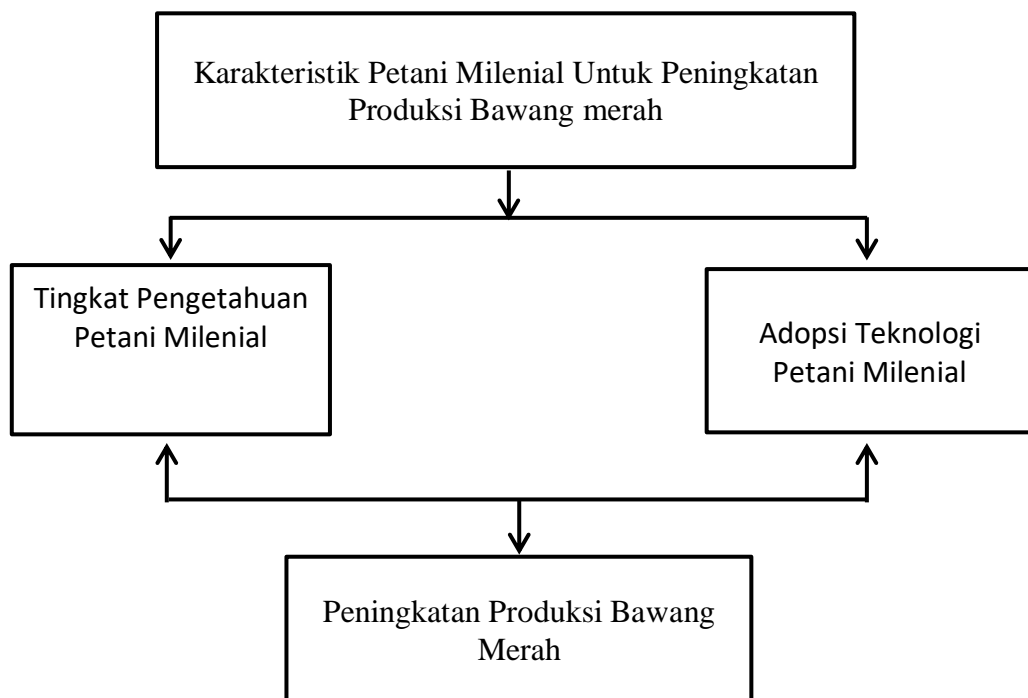 Karakteristik Petani Milenial Untuk Peningkatan
Produksi Bawang merah
Tingkat Pengetahuan
Petani Milenial
Adopsi Teknologi
Petani Milenial
Peningkatan Produksi Bawang
Merah